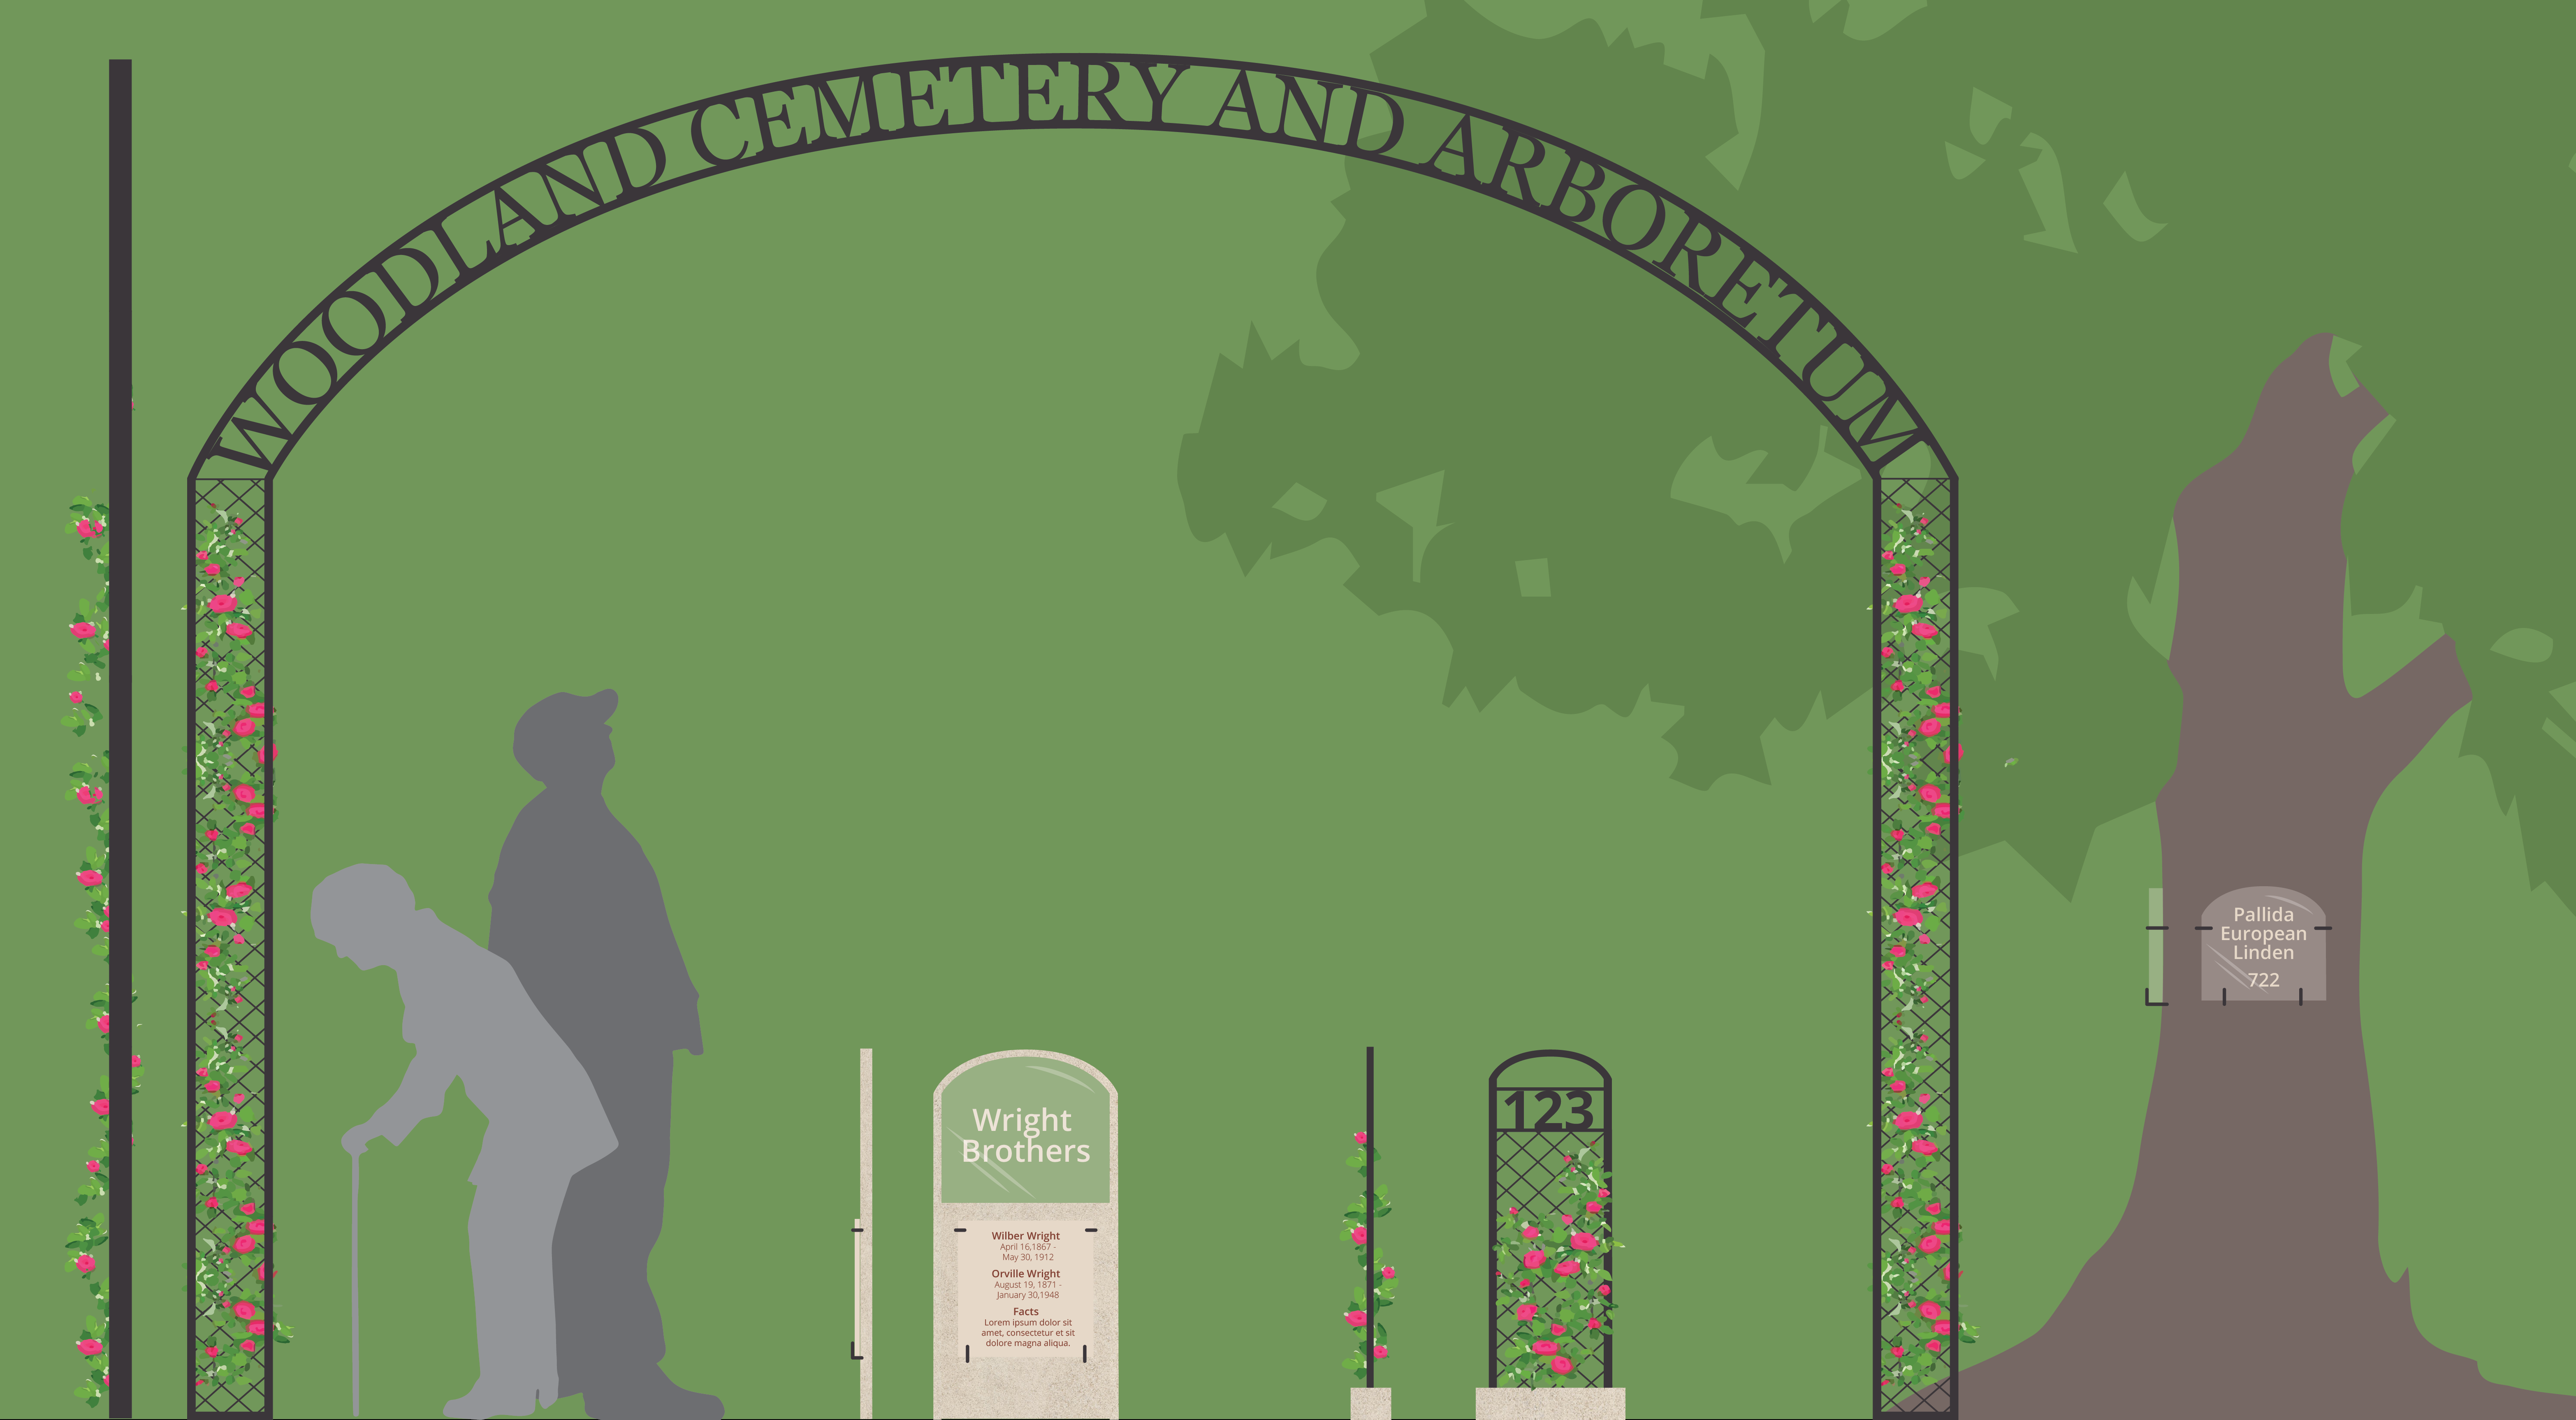 WOODLAND CEMETERY AND ARBORETUM
Wright
Brothers
Wilber Wright
April 16,1867 -
May 30, 1912
Orville Wright
August 19, 1871 -
January 30,1948
Facts
Lorem ipsum dolor sit
amet, consectetur et sit
dolore magna aliqua.
123
Pallida
European
Linden
722